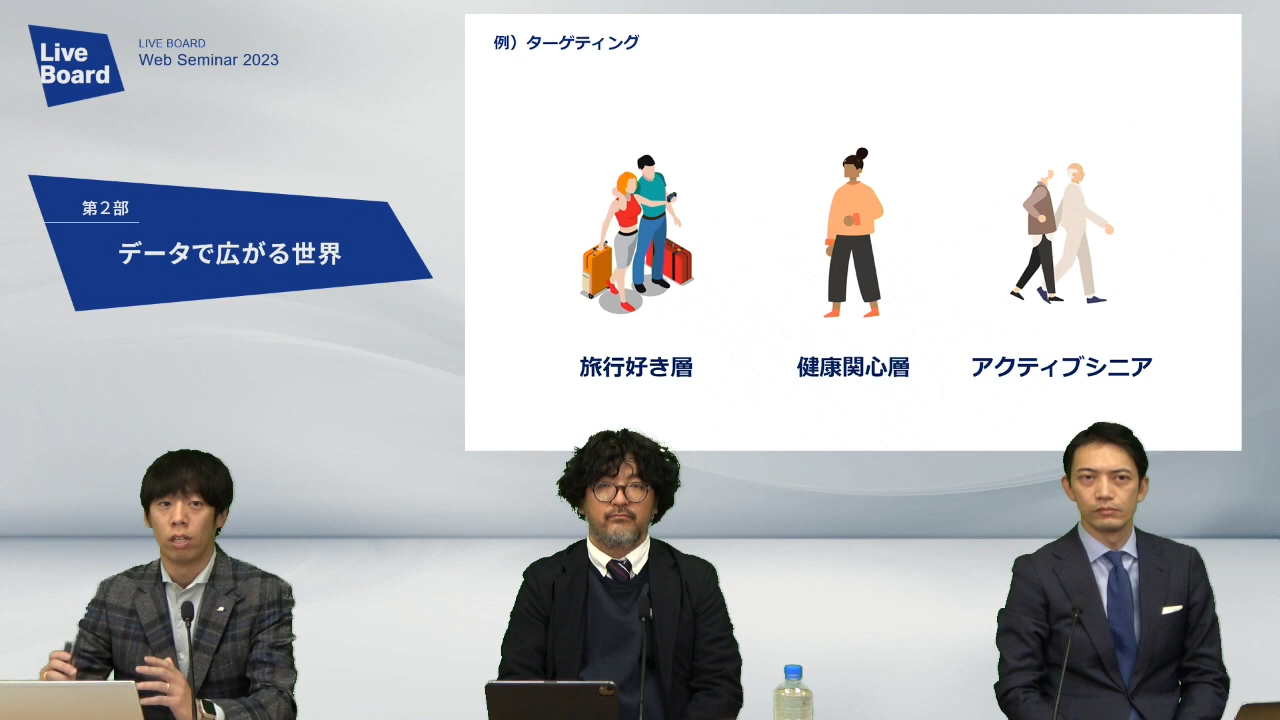 Live
Board
LIVE BOARD
Web Seminar 2023
第2部
データで広がる世界
例）ターゲティング
旅行好き層
健康関心層
アクティブシニア